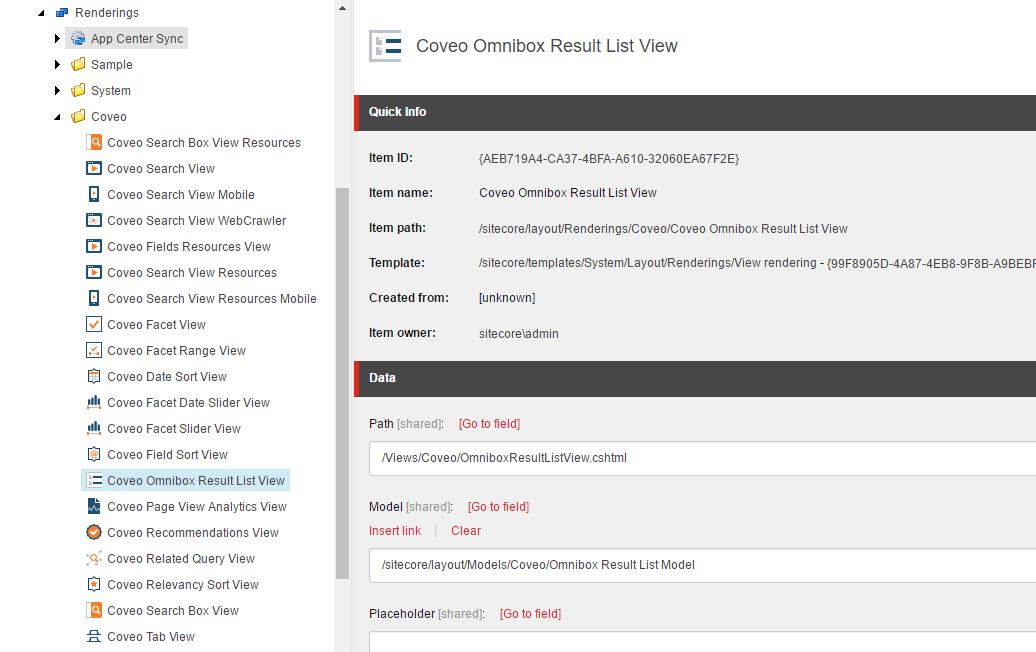 Renderings
App Center Sync
Sample
System
Coveo
Coveo Search Box View Resources
Coveo Search View
Coveo Search View Mobile
Coveo Search View WebCrawler
Coveo Fields Resources View
Coveo Search View Resources
Coveo Search View Resources Mobile
Coveo Facet View
Coveo Facet Range View
Coveo Date Sort View
Coveo Facet Date Slider View
Coveo Facet Slider View
Coveo Field Sort View
Coveo Omnibox Result List View
Coveo Page View Analytics View
Coveo Recommendations View
Coveo Related Query View
Coveo Relevancy Sort View
Coveo Search Box View
Coveo Tab View
Coveo Omnibox Result List View
Quick Info
Item ID: {AEB719A4-CA37-4BFA-A610-32060EA67F2E}
Item name: Coveo Omnibox Result List View
Item path: /sitecore/layout/Renderings/Coveo/Coveo Omnibox Result List View
Template: /sitecore/templates/System/Layout/Renderings/View rendering - {99F8905D-4A87-4EB8-9F8B-A9BEBF
Created from: [unknown]
Item owner: sitecore\admin
Data
Path [shared]: [Go to field]
/Views/Coveo/OmniboxResultListView.cshtml
Model [shared]: [Go to field]
Insert link Clear
/sitecore/layout/Models/Coveo/Omnibox Result List Model
Placeholder [shared]: [Go to field]